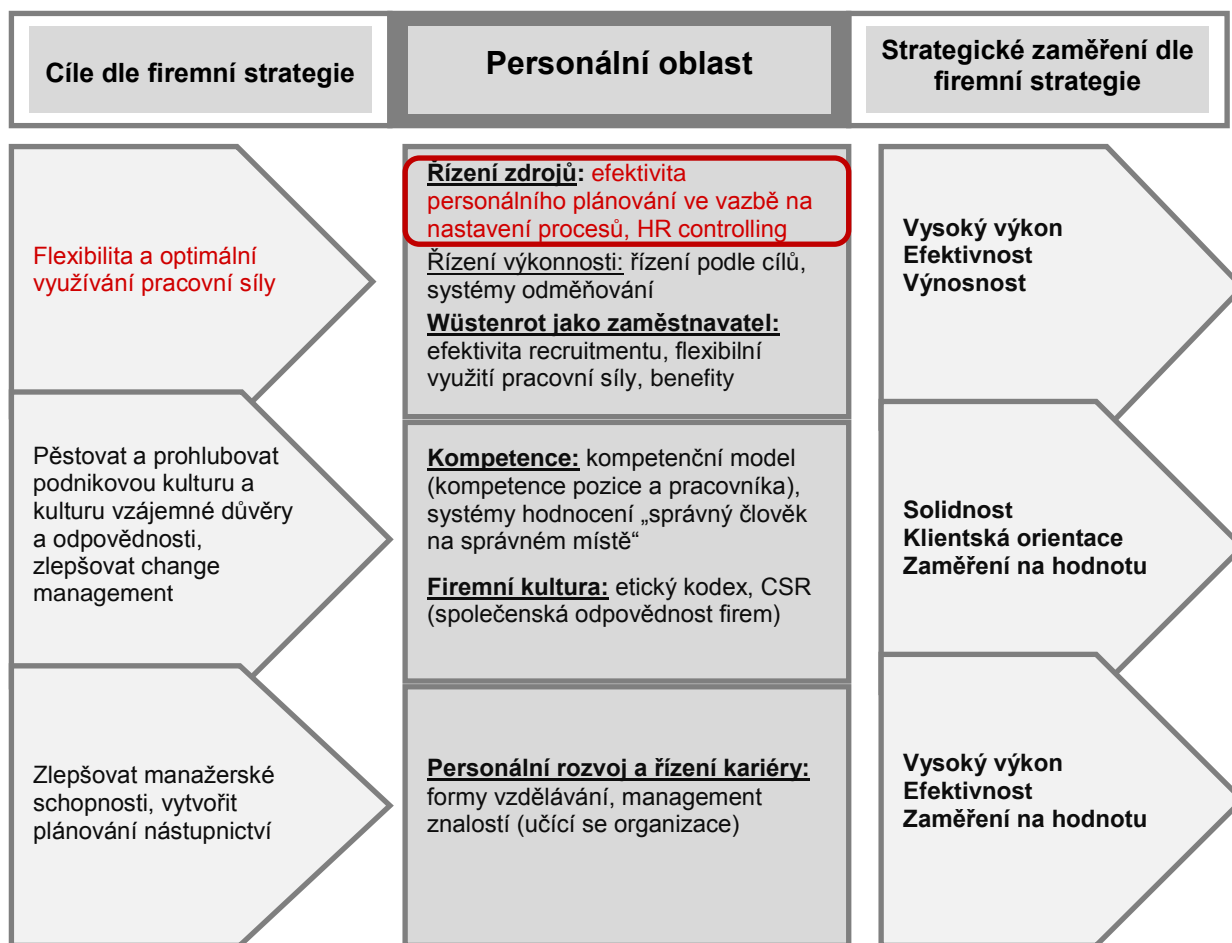 Cíle dle firemní strategie
Personální oblast
Strategické zaměření dle
firemní strategie
Flexibilita a optimální
využívání pracovní síly
Řízení zdrojů: efektivita
personálního plánování ve vazbě na
nastavení procesů, HR controlling
Řízení výkonnosti: řízení podle cílů,
systémy odměňování
Wüstenrot jako zaměstnavatel:
efektivita recruitmentu, flexibilní
využití pracovní síly, benefity
Vysoký výkon
Efektivnost
Výnosnost
Pěstovat a prohlubovat
podnikovou kulturu a
kulturu vzájemné důvěry
a odpovědnosti,
zlepšovat change
management
Kompetence: kompetenční model
(kompetence pozice a pracovníka),
systémy hodnocení „správný člověk
na správném místě“
Firemní kultura: etický kodex, CSR
(společenská odpovědnost firem)
Solidnost
Klientská orientace
Zaměření na hodnotu
Zlepšovat manažerské
schopnosti, vytvořit
plánování nástupnictví
Personální rozvoj a řízení kariéry:
formy vzdělávání, management
znalostí (učící se organizace)
Vysoký výkon
Efektivnost
Zaměření na hodnotu